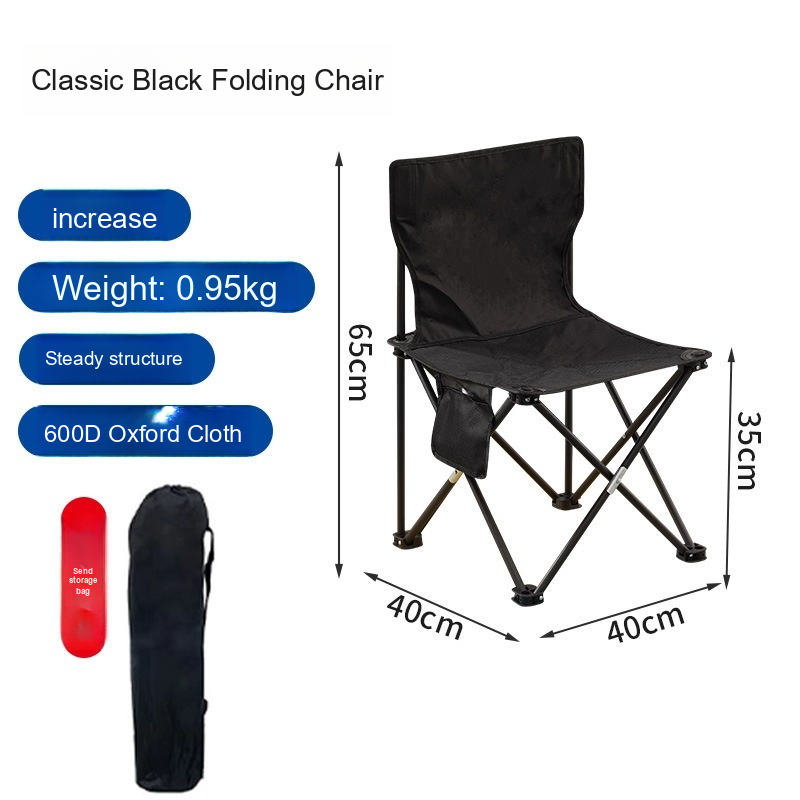 Classic Black Folding Chair
increase
Weight: 0.95kg
Steady structure
600D Oxford Cloth
Send
storage
bag
65cm
35cm
40cm
40cm